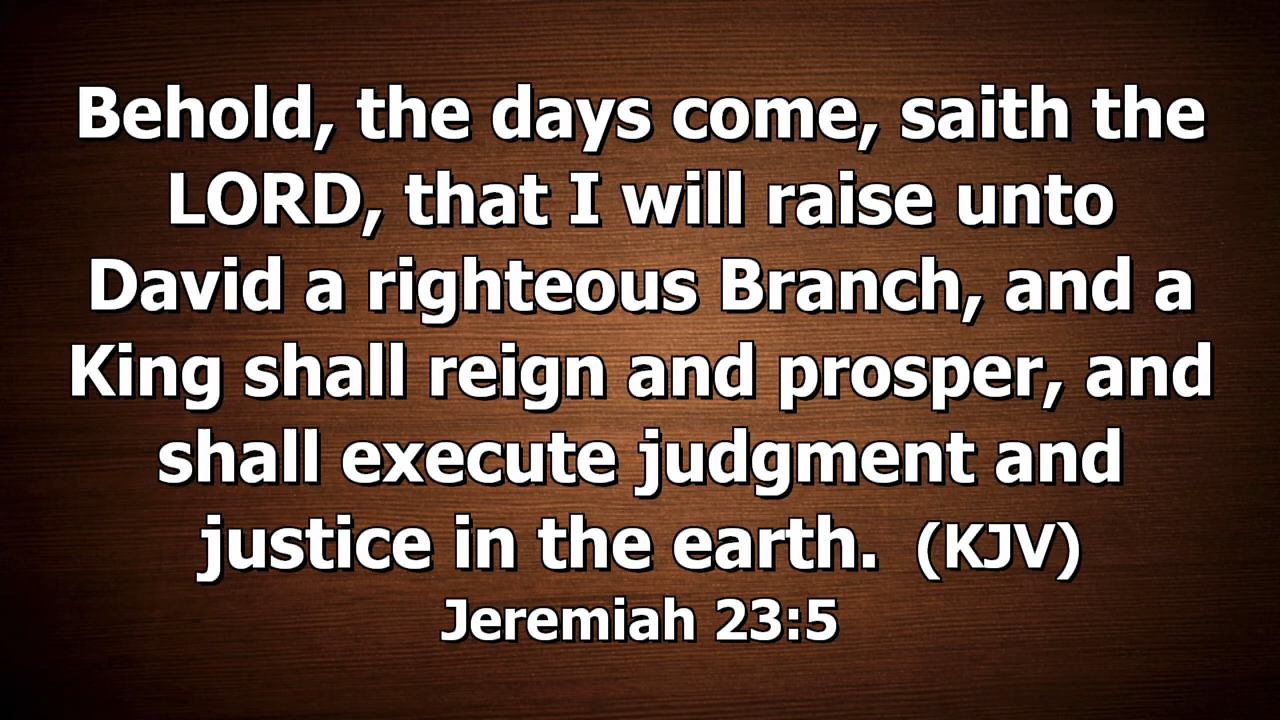 Behold, the days come, saith the
LORD, that I will raise unto
David a righteous Branch, and a
King shall reign and prosper, and
shall execute judgment and
justice in the earth.  (KJV)
Jeremiah 23:5